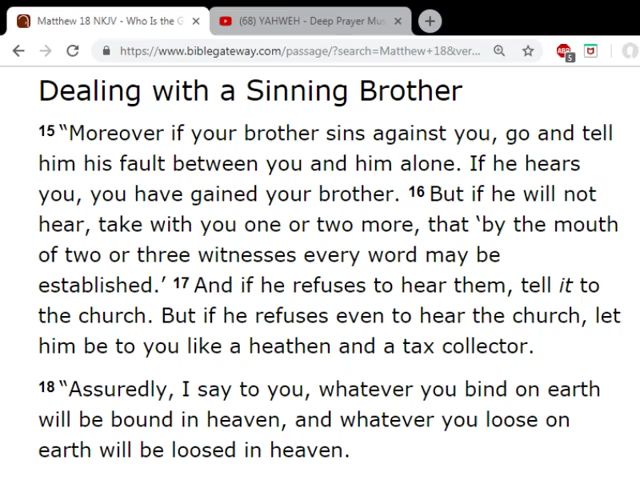 Matthew 18 NKJV - Who Is the G
(68) YAHWEH - Deep Prayer Mus
https://www.biblegateway.com/passage/?search=Matthew+18&ver...
ABP
5
Dealing with a Sinning Brother
15 “Moreover if your brother sins against you, go and tell
him his fault between you and him alone. If he hears
you, you have gained your brother. 16 But if he will not
hear, take with you one or two more, that ‘by the mouth
of two or three witnesses every word may be
established.’ 17 And if he refuses to hear them, tell it to
the church. But if he refuses even to hear the church, let
him be to you like a heathen and a tax collector.
18 “Assuredly, I say to you, whatever you bind on earth
will be bound in heaven, and whatever you loose on
earth will be loosed in heaven.